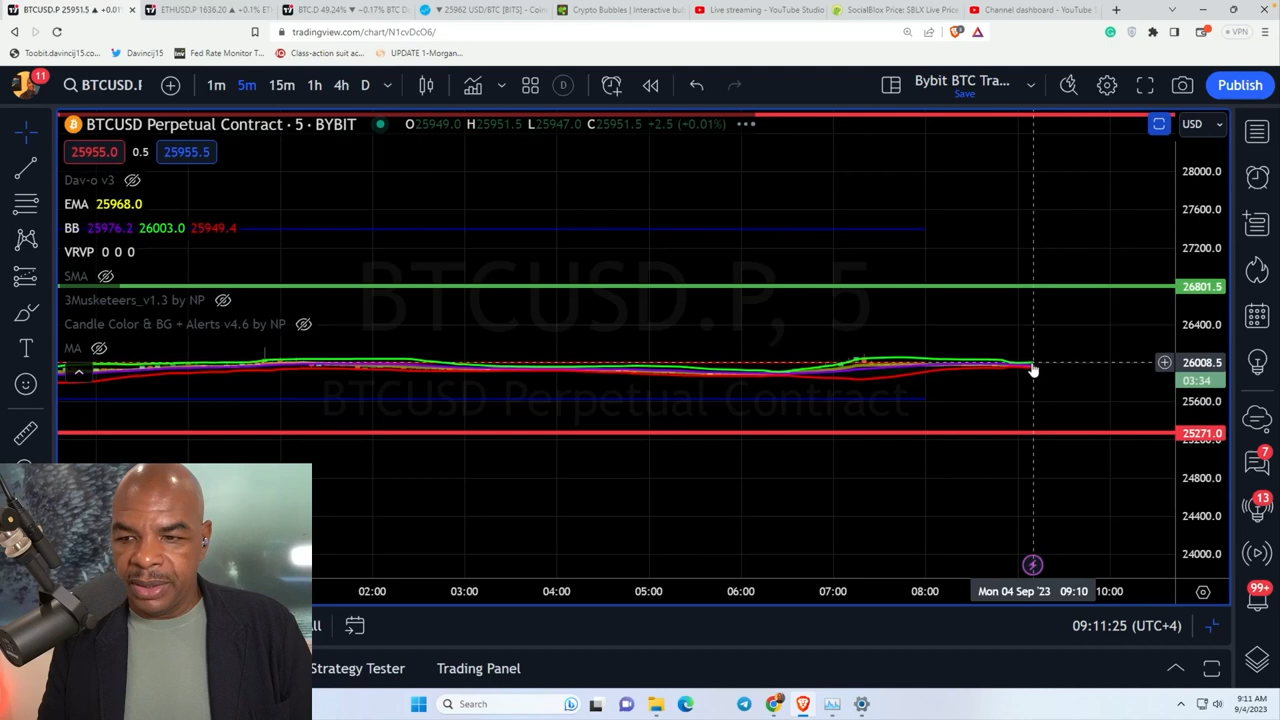 BTCUSD.P 25951.5 ▲ +0.01%
ETHUSD.P 1636.20 ▲ +0.1% ET
BTC.D 49.24% ▼ −0.17% BTC D
▼ 25962 USD/BTC [BITS] - Coin
Crypto Bubbles | Interactive bu
Live streaming - YouTube Studio
SocialBlox Price: $BLX Live Price
Channel dashboard - YouTube S
tradingview.com/chart/N1cvDcO6/
VPN
Toobit.davincij15.co...
Davincij15
Fed Rate Monitor T...
Class-action suit ac...
UPDATE 1-Morgan...
11
BTCUSD.P
1m
5m
15m
1h
4h
D
D
Bybit BTC Tra...
Save
Publish
BTCUSD Perpetual Contract · 5 · BYBIT
O25949.0 H25951.5 L25947.0 C25951.5 +2.5 (+0.01%)
USD
25955.0
0.5
25955.5
Dav-o v3
EMA 25968.0
BB 25976.2 26003.0 25949.4
VRVP 0 0 0
SMA
3Musketeers_v1.3 by NP
Candle Color & BG + Alerts v4.6 by NP
MA
BTCUSD.P, 5
BTCUSD Perpetual Contract
28000.0
27600.0
27200.0
26801.5
26400.0
26008.5
03:34
25600.0
25271.0
24800.0
24400.0
24000.0
02:00
03:00
04:00
05:00
06:00
07:00
08:00
Mon 04 Sep '23 09:10
10:00
7
13
99+
09:11:25 (UTC+4)
Strategy Tester
Trading Panel
Search
9:11 AM
9/4/2023